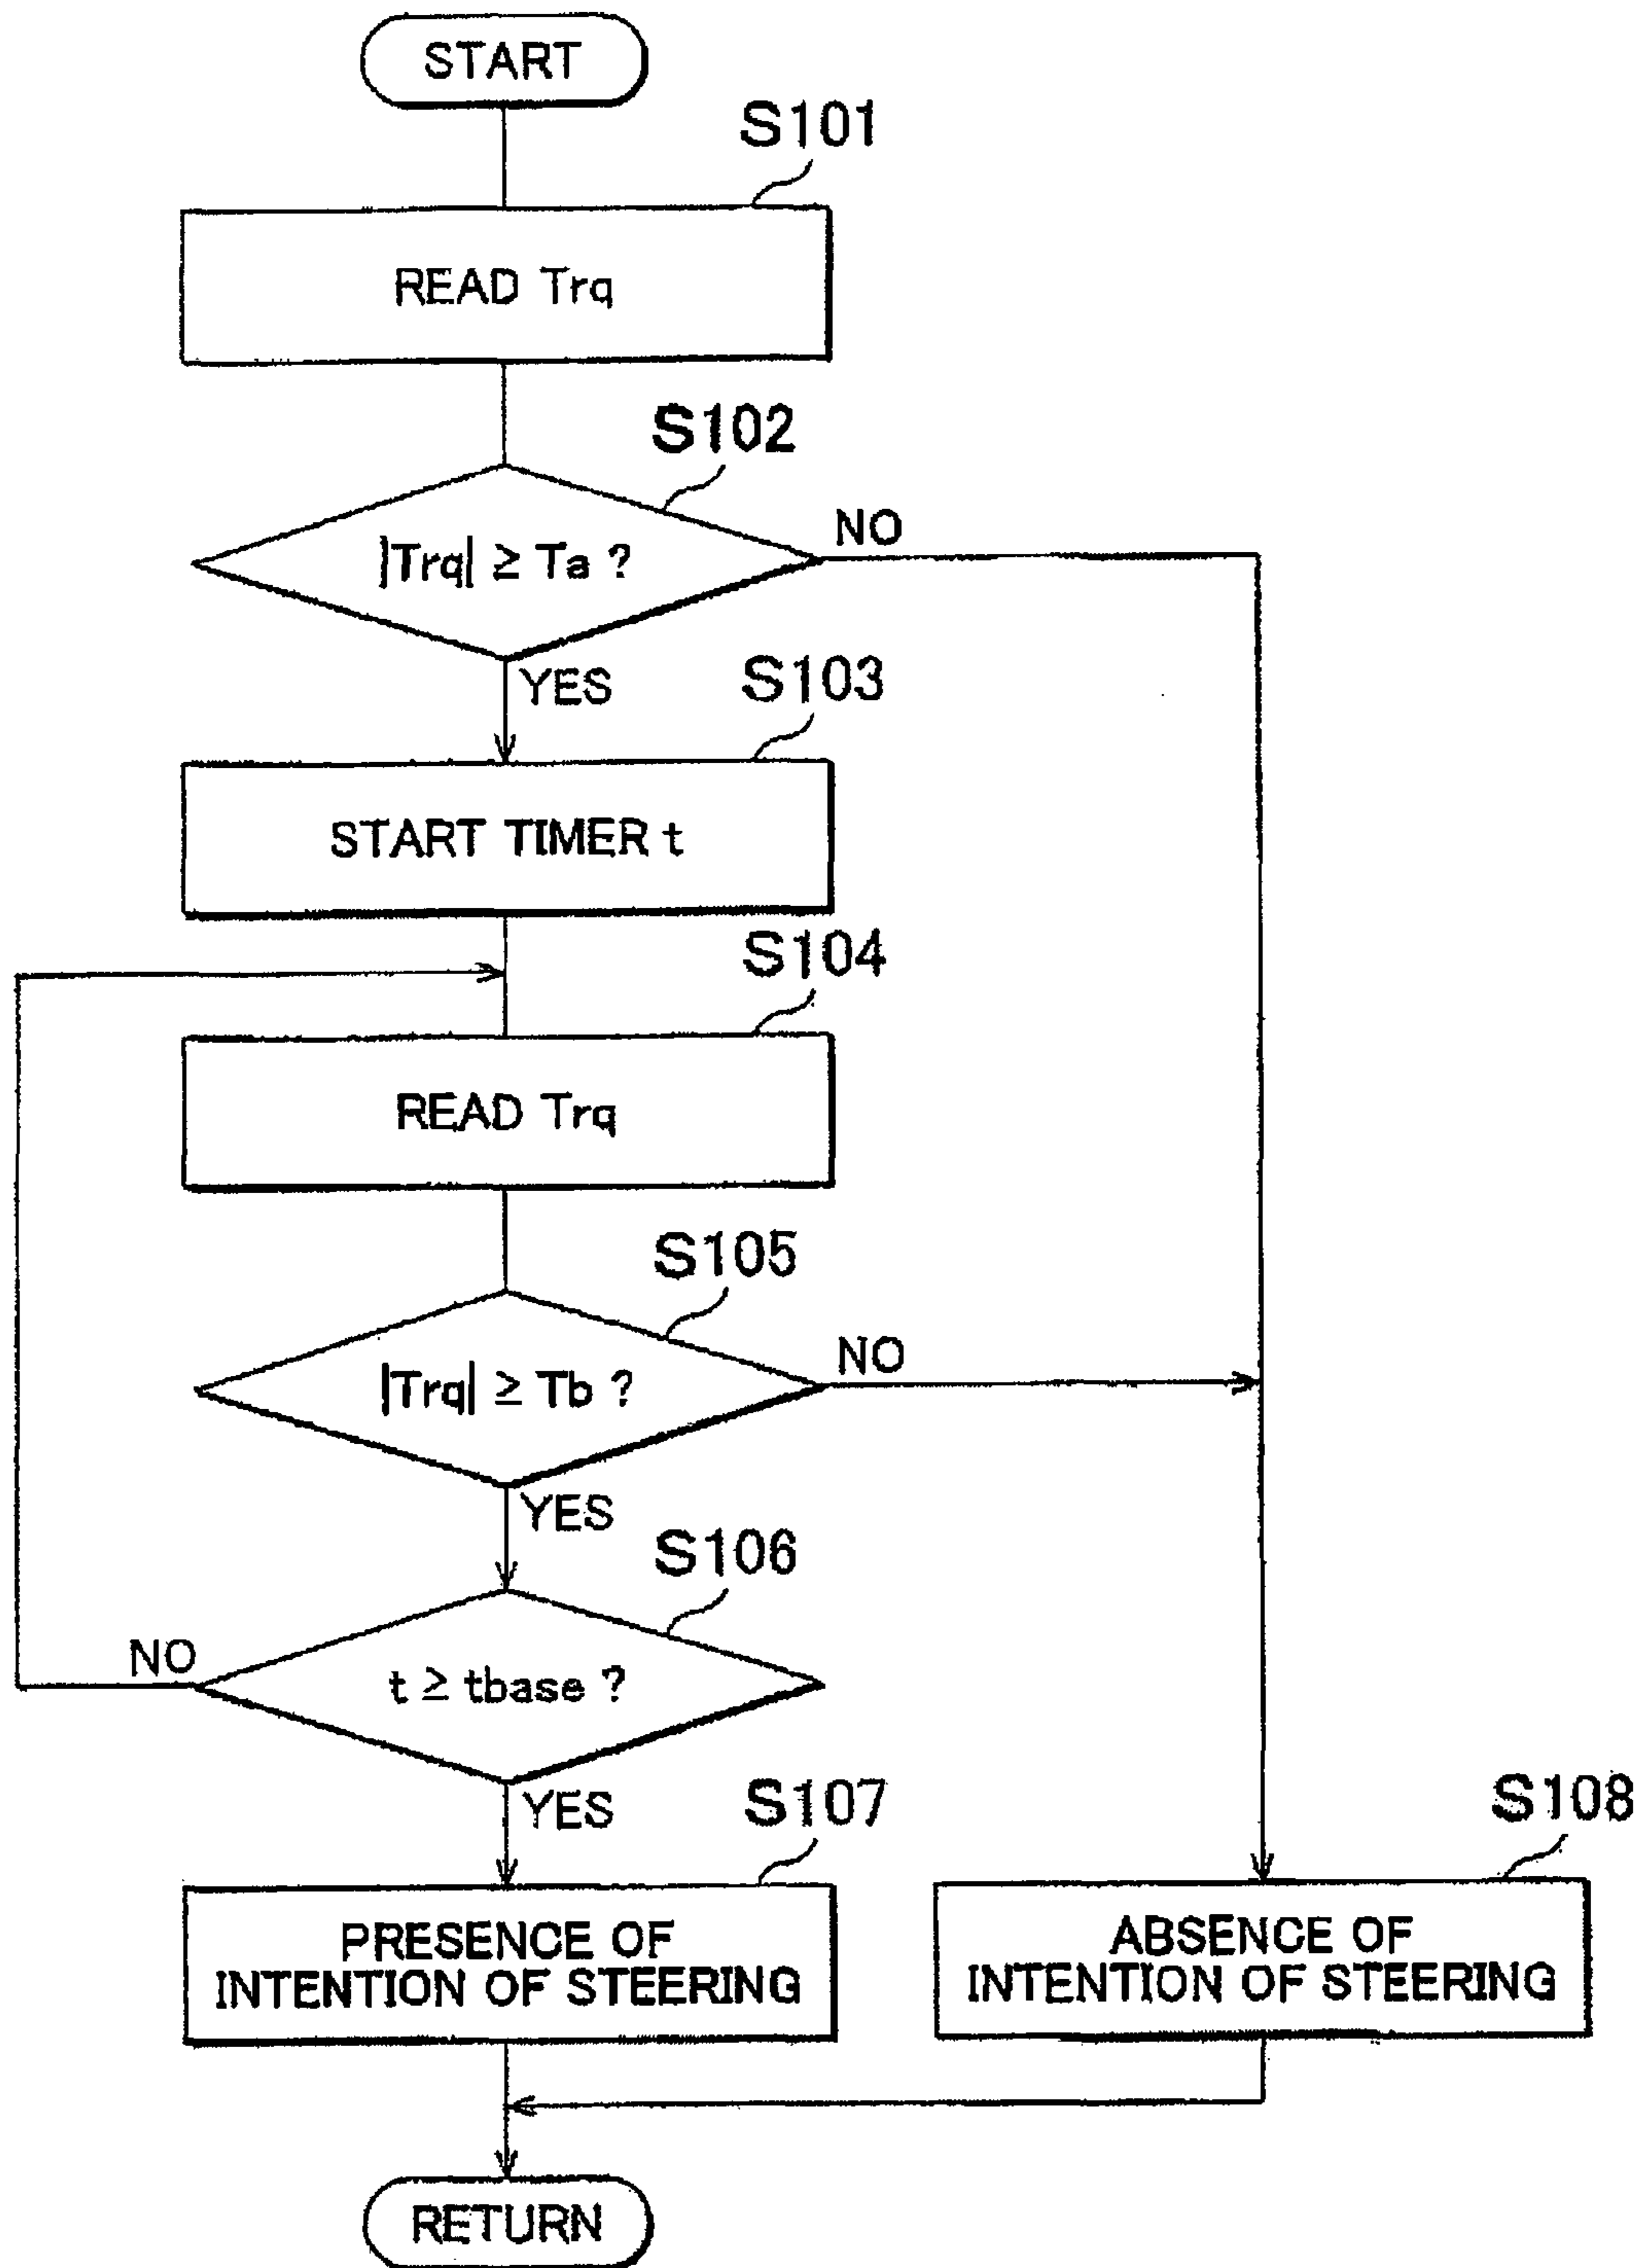 START
S101
READ Trq
S102
|Trq| ≥ Ta ?
NO
YES
S103
START TIMER t
S104
READ Trq
S105
|Trq| ≥ Tb ?
NO
YES
S106
t ≥ tbase ?
NO
YES
S107
S108
PRESENCE OF
INTENTION OF STEERING
ABSENCE OF
INTENTION OF STEERING
RETURN